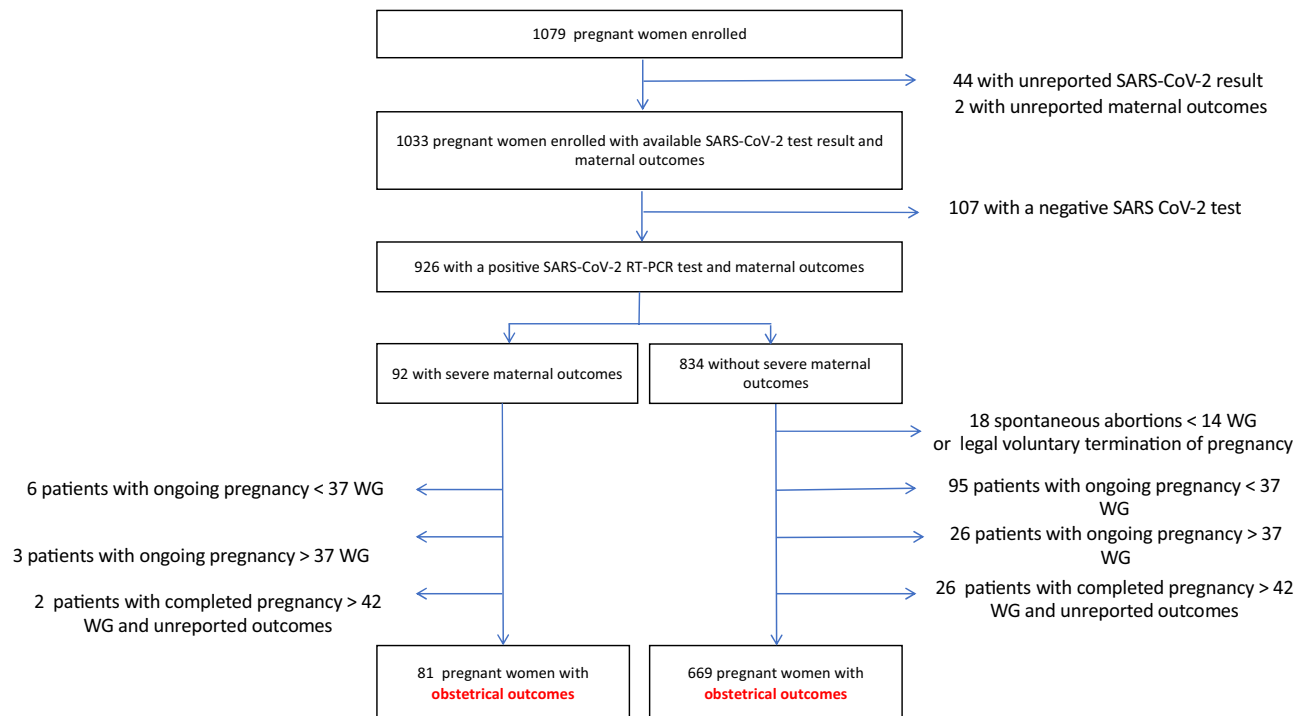 1079 pregnant women enrolled
44 with unreported SARS-CoV-2 result
2 with unreported maternal outcomes
1033 pregnant women enrolled with available SARS-CoV-2 test result and
maternal outcomes
107 with a negative SARS CoV-2 test
926 with a positive SARS-CoV-2 RT-PCR test and maternal outcomes
92 with severe maternal outcomes
834 without severe maternal
outcomes
18 spontaneous abortions < 14 WG
or legal voluntary termination of pregnancy
6 patients with ongoing pregnancy < 37 WG
95 patients with ongoing pregnancy < 37
WG
3 patients with ongoing pregnancy > 37 WG
26 patients with ongoing pregnancy > 37
WG
2 patients with completed pregnancy > 42
WG and unreported outcomes
26 patients with completed pregnancy > 42
WG and unreported outcomes
81 pregnant women with
obstetrical outcomes
669 pregnant women with
obstetrical outcomes